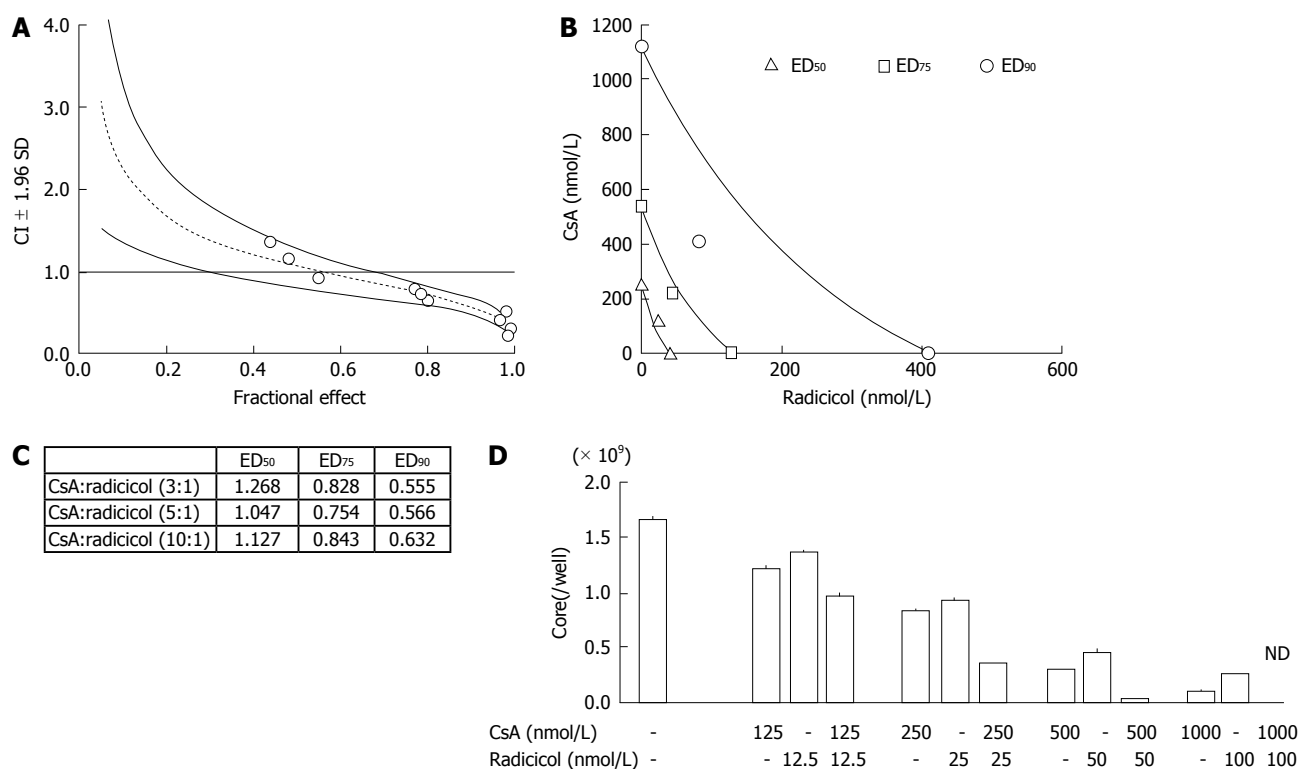 A
CI ± 1.96 SD
4.0
3.0
2.0
1.0
0.0
0.0 0.2 0.4 0.6 0.8 1.0
Fractional effect
B
CsA (nmol/L)
1200
1000
800
600
400
200
0
0 200 400 600
Radicicol (nmol/L)
ED50 ED75 ED90
C
ED50 ED75 ED90
CsA:radicicol (3:1) 1.268 0.828 0.555
CsA:radicicol (5:1) 1.047 0.754 0.566
CsA:radicicol (10:1) 1.127 0.843 0.632
D
(× 10⁹)
Core(/well)
2.0
1.5
1.0
0.5
0.0
ND
CsA (nmol/L) - 125 - 125 250 - 250 500 - 500 1000 - 1000
Radicicol (nmol/L) - - 12.5 12.5 - 25 25 - 50 50 - 100 100